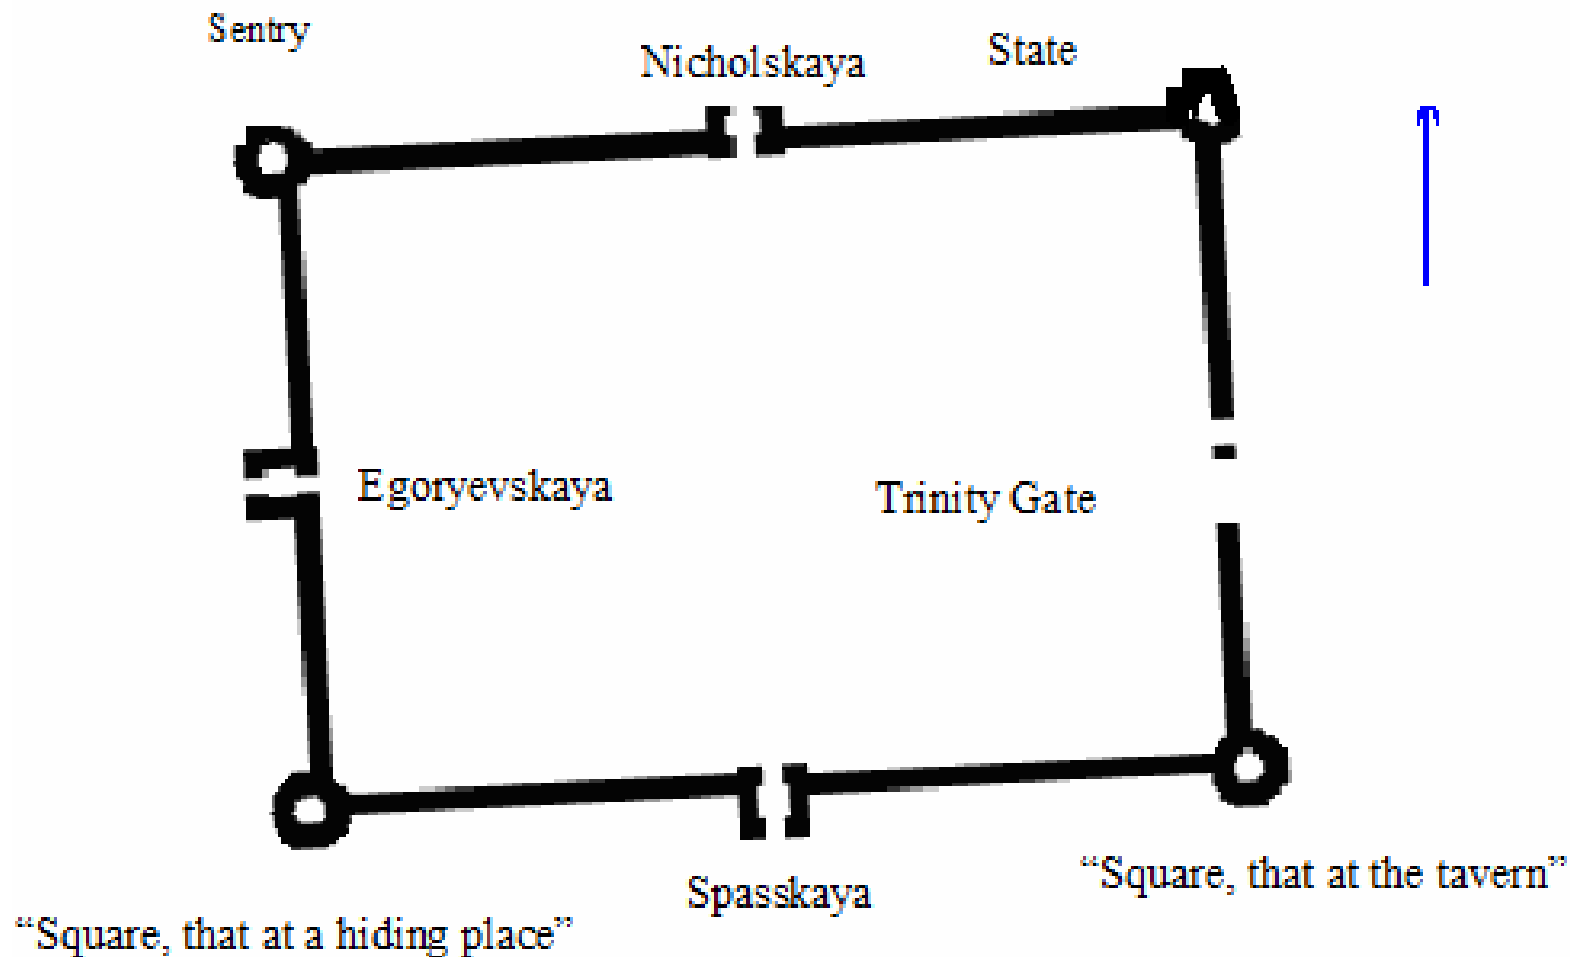 Sentry
Nicholskaya
State
Egoryevskaya
Trinity Gate
Spasskaya
“Square, that at the tavern”
“Square, that at a hiding place”